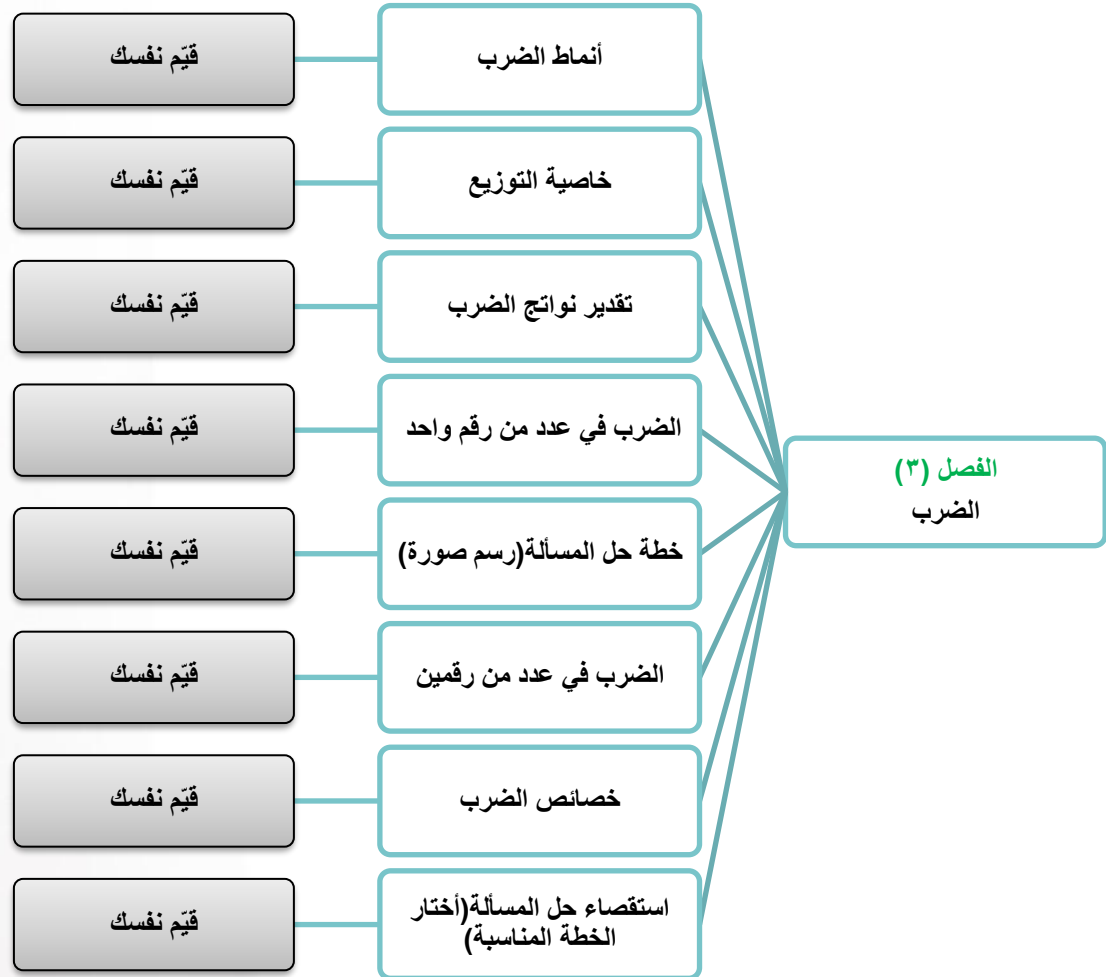 الفصل (٣)
الضرب
أنماط الضرب
قيّم نفسك
خاصية التوزيع
قيّم نفسك
تقدير نواتج الضرب
قيّم نفسك
الضرب في عدد من رقم واحد
قيّم نفسك
خطة حل المسألة(رسم صورة)
قيّم نفسك
الضرب في عدد من رقمين
قيّم نفسك
خصائص الضرب
قيّم نفسك
استقصاء حل المسألة(أختار
الخطة المناسبة)
قيّم نفسك